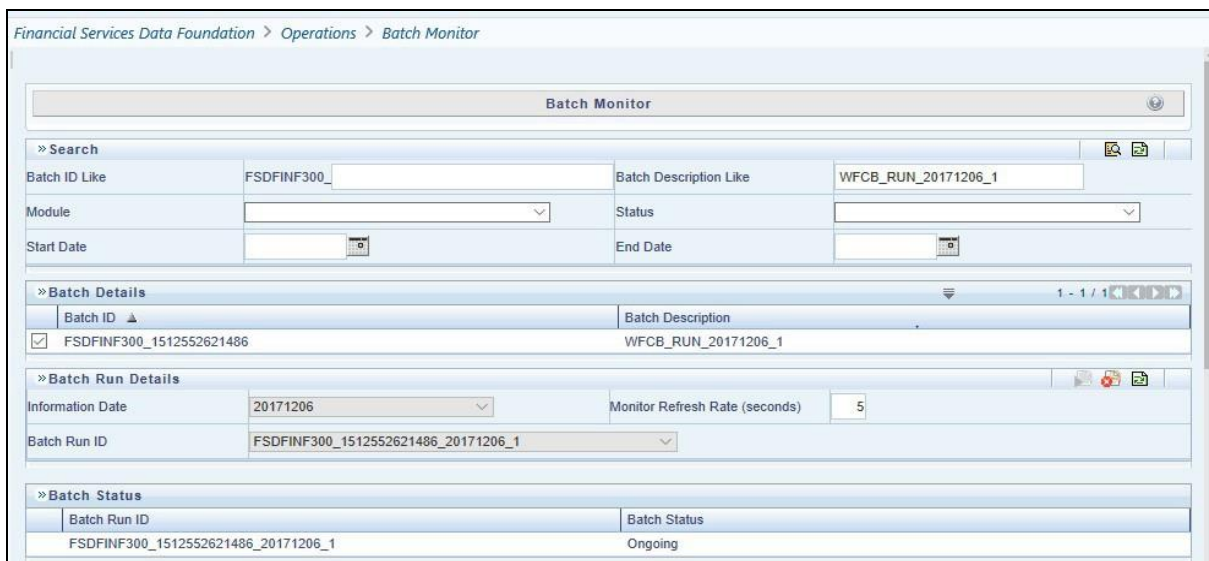 Financial Services Data Foundation > Operations > Batch Monitor
Batch Monitor
» Search
Batch ID Like FSDFINF300_ Batch Description Like WFCB_RUN_20171206_1
Module Status
Start Date End Date
» Batch Details 1 - 1 / 1
Batch ID Batch Description
FSDFINF300_1512552621486 WFCB_RUN_20171206_1
» Batch Run Details
Information Date 20171206 Monitor Refresh Rate (seconds) 5
Batch Run ID FSDFINF300_1512552621486_20171206_1
» Batch Status
Batch Run ID Batch Status
FSDFINF300_1512552621486_20171206_1 Ongoing